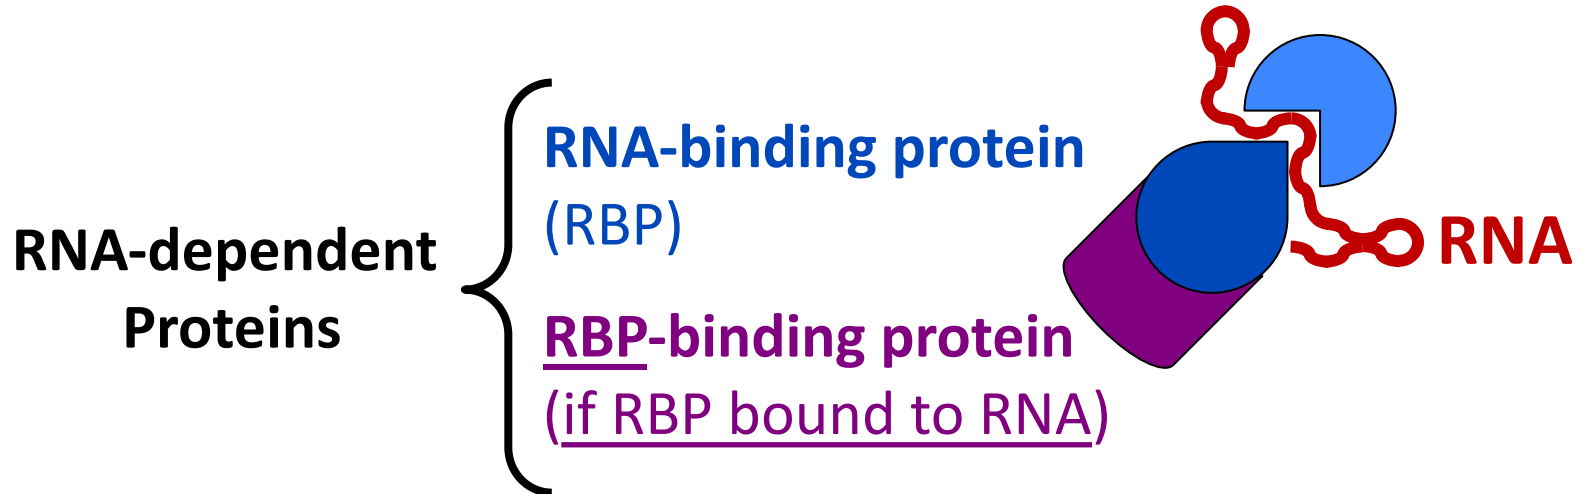 RNA-dependent
Proteins
RNA-binding protein
(RBP)
RBP-binding protein
(if RBP bound to RNA)
RNA